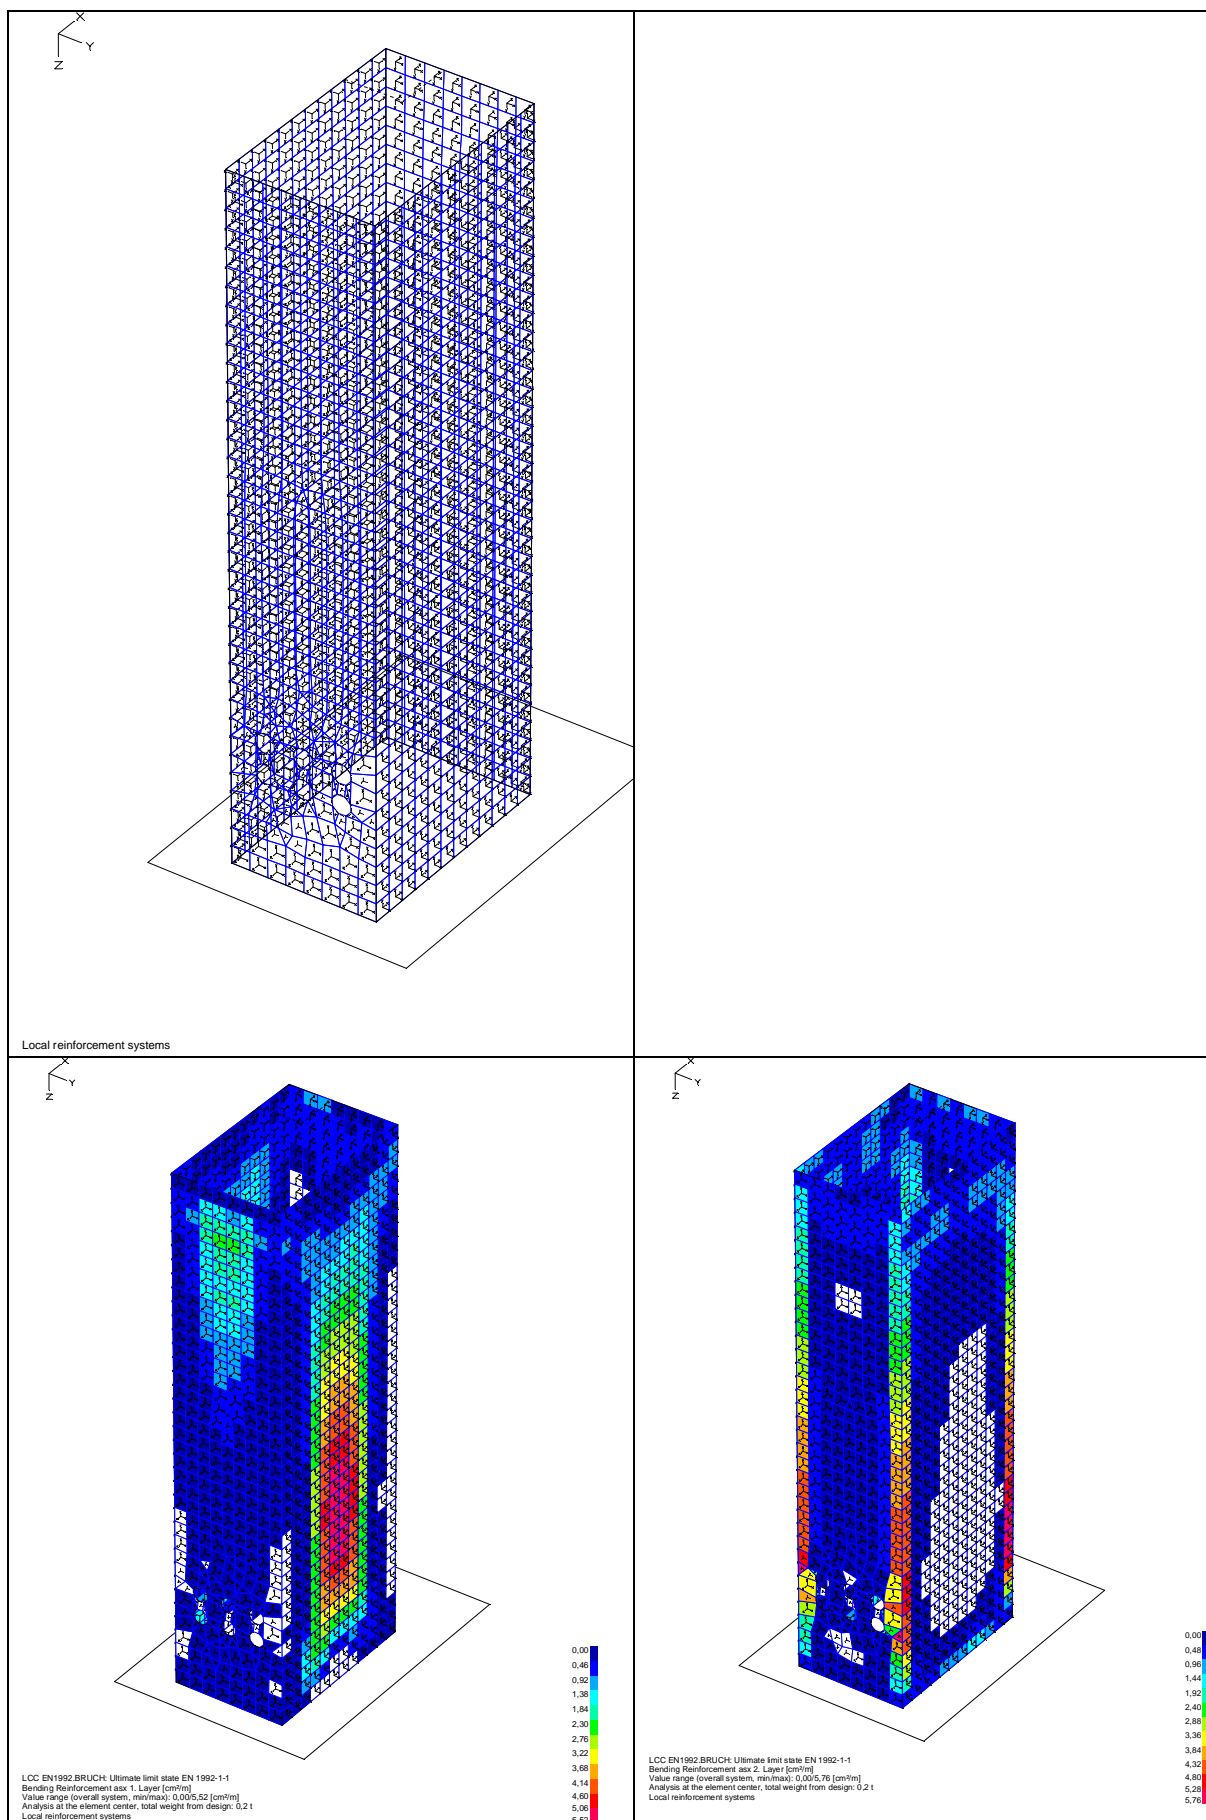 X
Y
Z
Local reinforcement systems
X
Y
Z
0,00
0,46
0,92
1,38
1,84
2,30
2,76
3,22
3,68
4,14
4,60
5,06
5,52
LCC EN1992.BRUCH: Ultimate limit state EN 1992-1-1
Bending Reinforcement asx 1. Layer [cm²/m]
Value range (overall system, min/max): 0,00/5,52 [cm²/m]
Analysis at the element center, total weight from design: 0,2 t
Local reinforcement systems
X
Y
Z
0,00
0,48
0,96
1,44
1,92
2,40
2,88
3,36
3,84
4,32
4,80
5,28
5,76
LCC EN1992.BRUCH: Ultimate limit state EN 1992-1-1
Bending Reinforcement asx 2. Layer [cm²/m]
Value range (overall system, min/max): 0,00/5,76 [cm²/m]
Analysis at the element center, total weight from design: 0,2 t
Local reinforcement systems